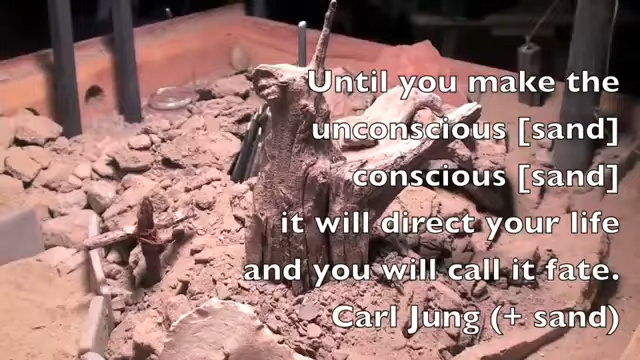 Until you make the
unconscious [sand]
conscious [sand]
it will direct your life
and you will call it fate.
Carl Jung (+ sand)